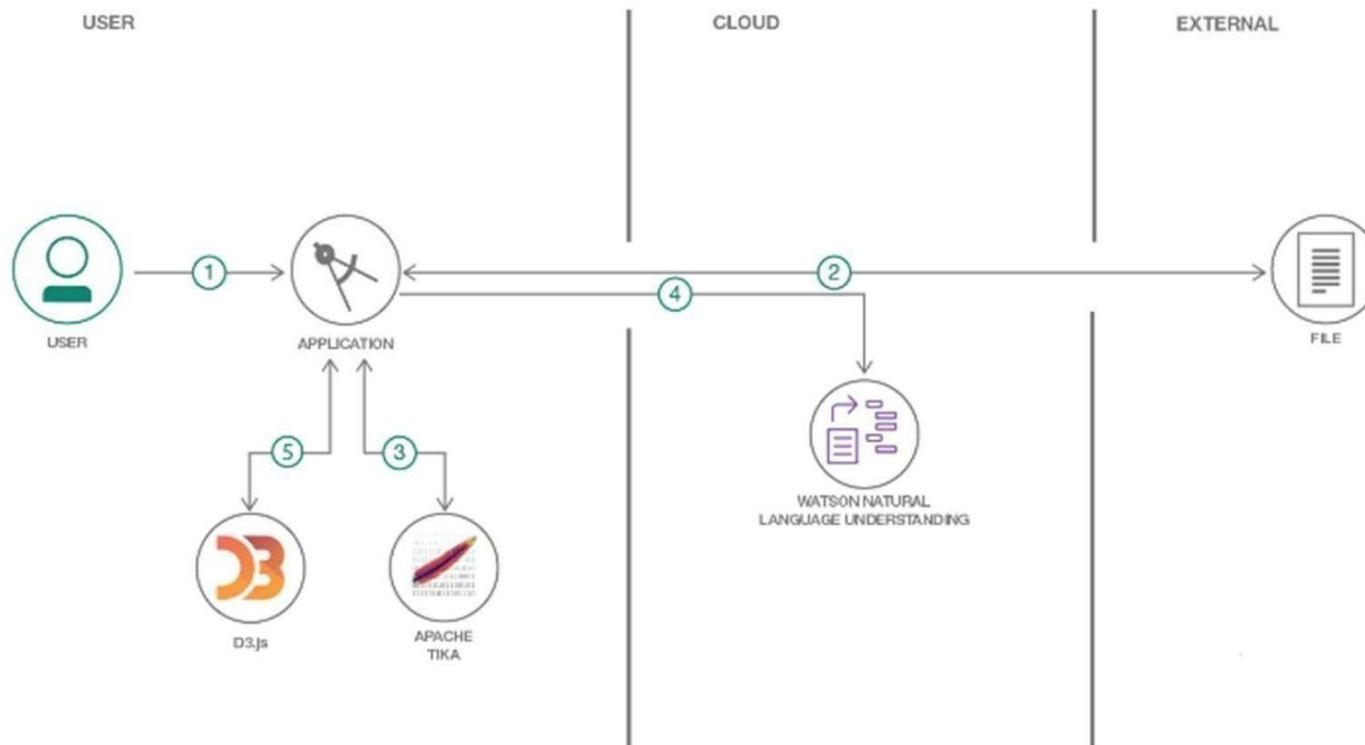 USER
CLOUD
EXTERNAL
1
2
4
USER
APPLICATION
FILE
5
3
WATSON NATURAL
LANGUAGE UNDERSTANDING
D3
D3.js
APACHE
TIKA